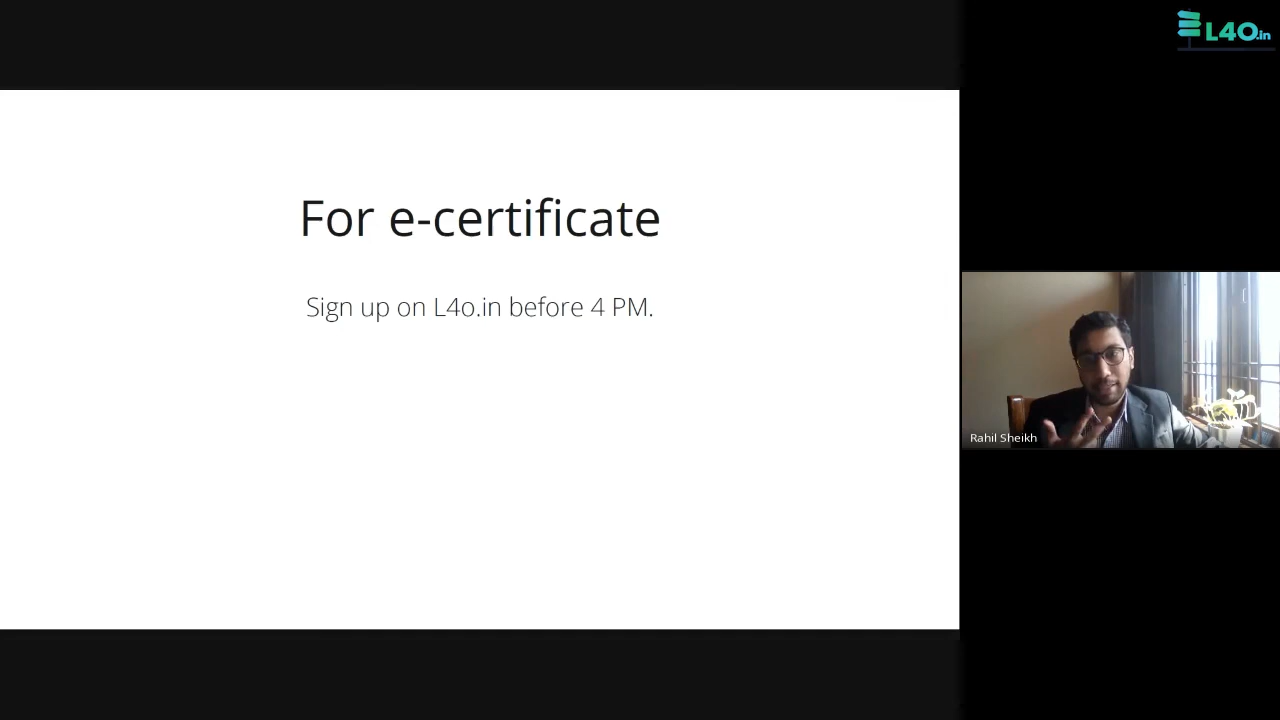 For e-certificate
Sign up on L4o.in before 4 PM.
L4O.in
Rahil Sheikh